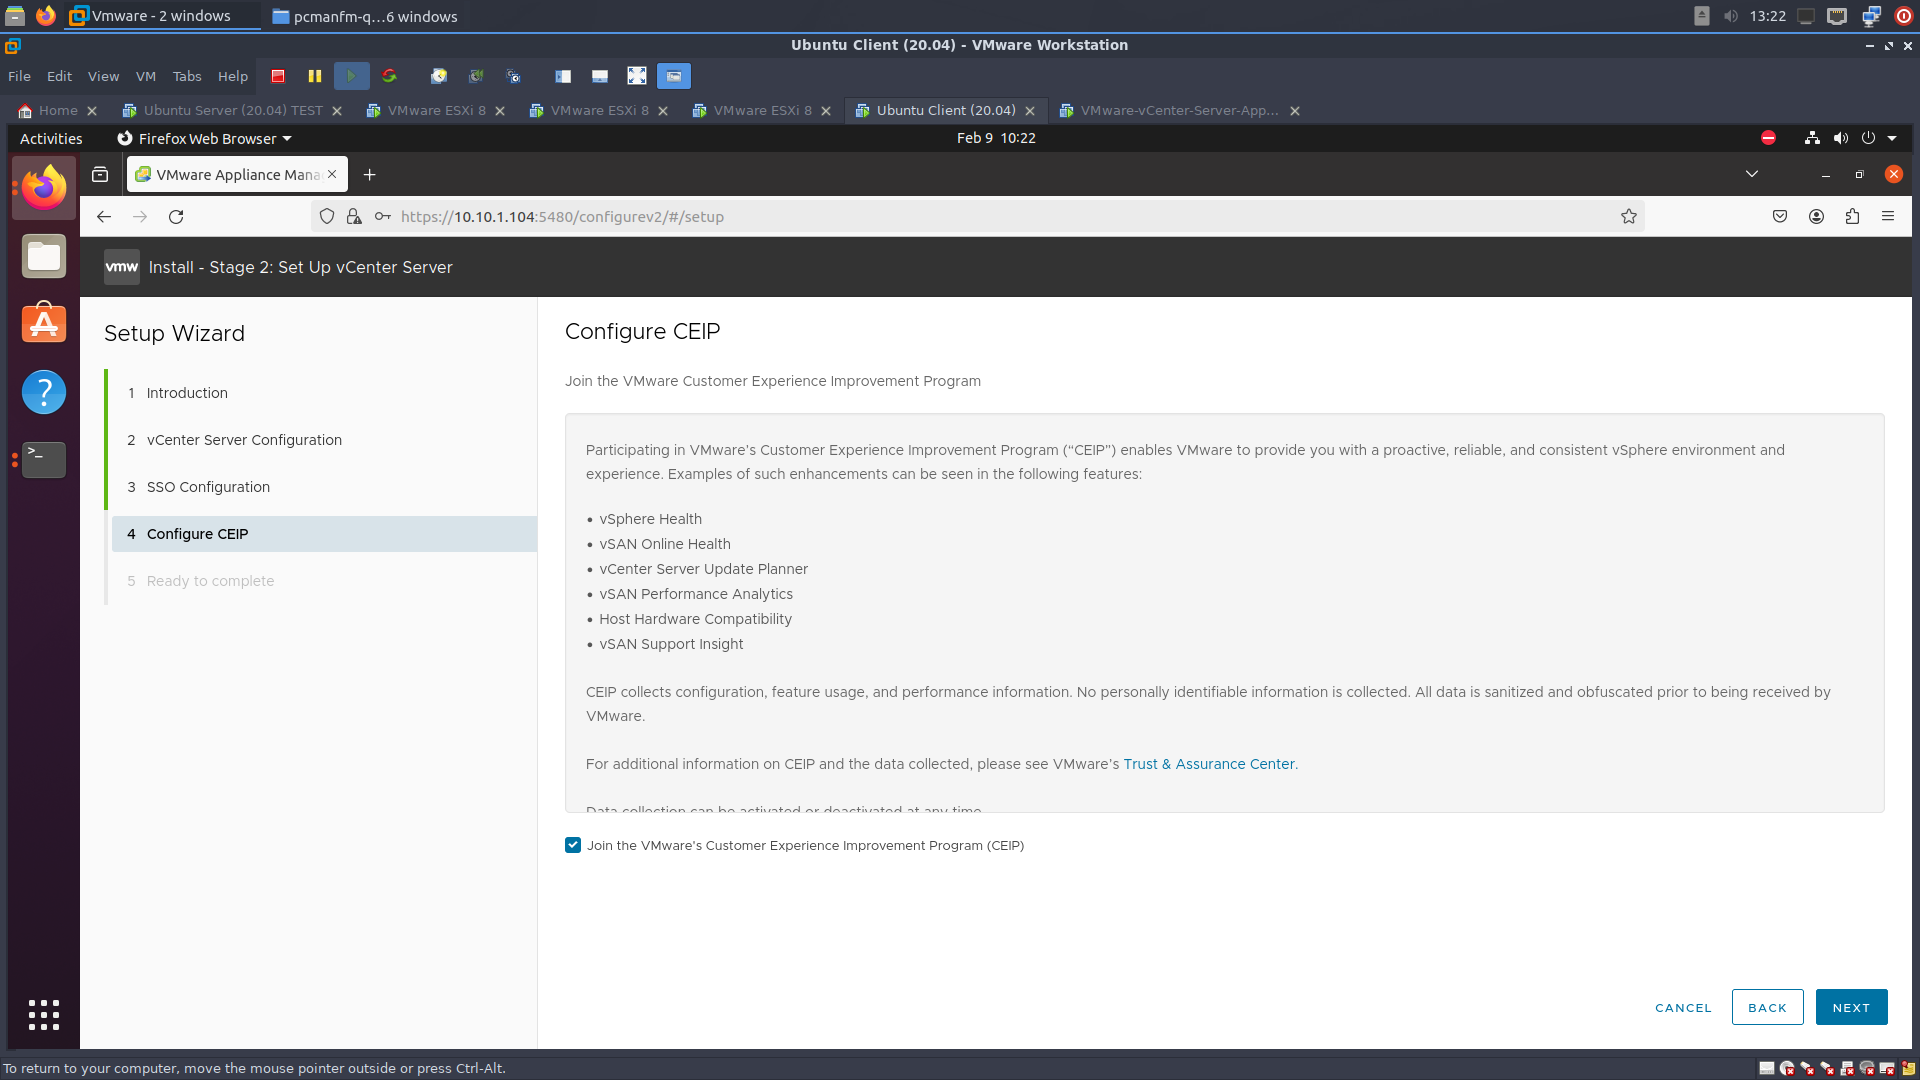 Vmware - 2 windows
pcmanfm-q...6 windows
13:22
Ubuntu Client (20.04) - VMware Workstation
File Edit View VM Tabs Help
Home
Ubuntu Server (20.04) TEST
VMware ESXi 8
VMware ESXi 8
VMware ESXi 8
Ubuntu Client (20.04)
VMware-vCenter-Server-App...
Activities
Firefox Web Browser
Feb 9 10:22
VMware Appliance Mana
https://10.10.1.104:5480/configurev2/#/setup
vmw Install - Stage 2: Set Up vCenter Server
Setup Wizard
1 Introduction
2 vCenter Server Configuration
3 SSO Configuration
4 Configure CEIP
5 Ready to complete
Configure CEIP
Join the VMware Customer Experience Improvement Program
Participating in VMware's Customer Experience Improvement Program (“CEIP”) enables VMware to provide you with a proactive, reliable, and consistent vSphere environment and
experience. Examples of such enhancements can be seen in the following features:
• vSphere Health
• vSAN Online Health
• vCenter Server Update Planner
• vSAN Performance Analytics
• Host Hardware Compatibility
• vSAN Support Insight
CEIP collects configuration, feature usage, and performance information. No personally identifiable information is collected. All data is sanitized and obfuscated prior to being received by
VMware.
For additional information on CEIP and the data collected, please see VMware's Trust & Assurance Center.
Data collection can be activated or deactivated at any time.
Join the VMware's Customer Experience Improvement Program (CEIP)
CANCEL
BACK
NEXT
To return to your computer, move the mouse pointer outside or press Ctrl-Alt.